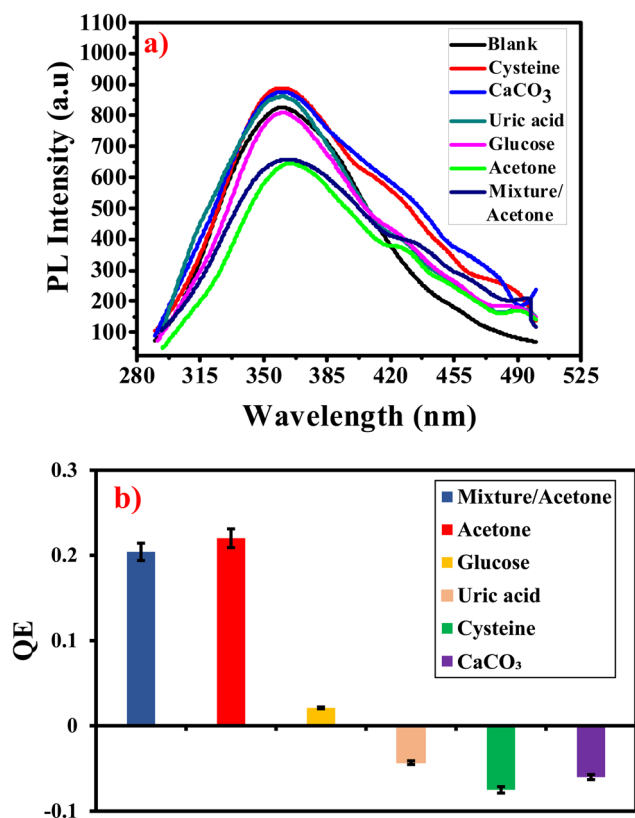 a)
1100
1000
900
800
700
600
500
400
300
200
100
PL Intensity (a.u)
Blank
Cysteine
CaCO3
Uric acid
Glucose
Acetone
Mixture/
Acetone
280 315 350 385 420 455 490 525
Wavelength (nm)
b)
0.3
0.2
0.1
0
-0.1
QE
Mixture/Acetone
Acetone
Glucose
Uric acid
Cysteine
CaCO₃